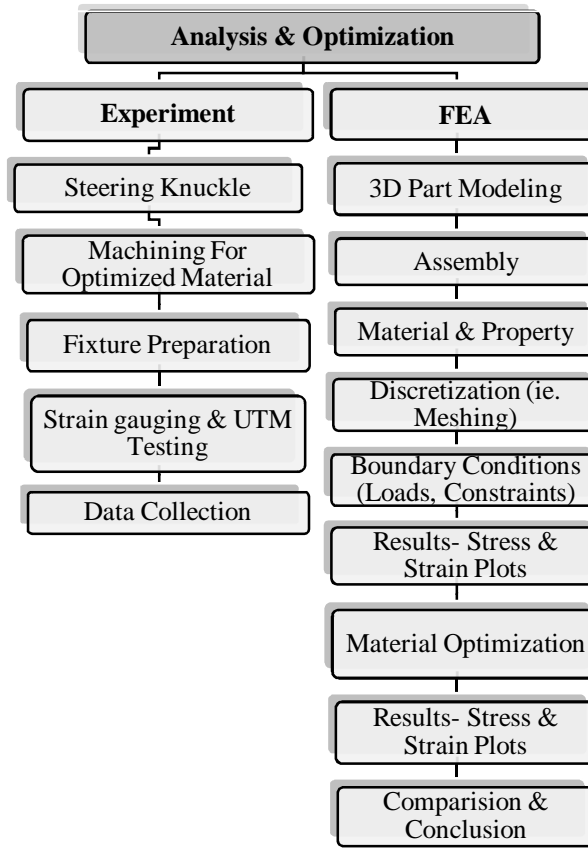 Analysis & Optimization
Experiment
Steering Knuckle
Machining For
Optimized Material
Fixture Preparation
Strain gauging & UTM
Testing
Data Collection
FEA
3D Part Modeling
Assembly
Material & Property
Discretization (ie.
Meshing)
Boundary Conditions
(Loads, Constraints)
Results- Stress &
Strain Plots
Material Optimization
Results- Stress &
Strain Plots
Comparision &
Conclusion